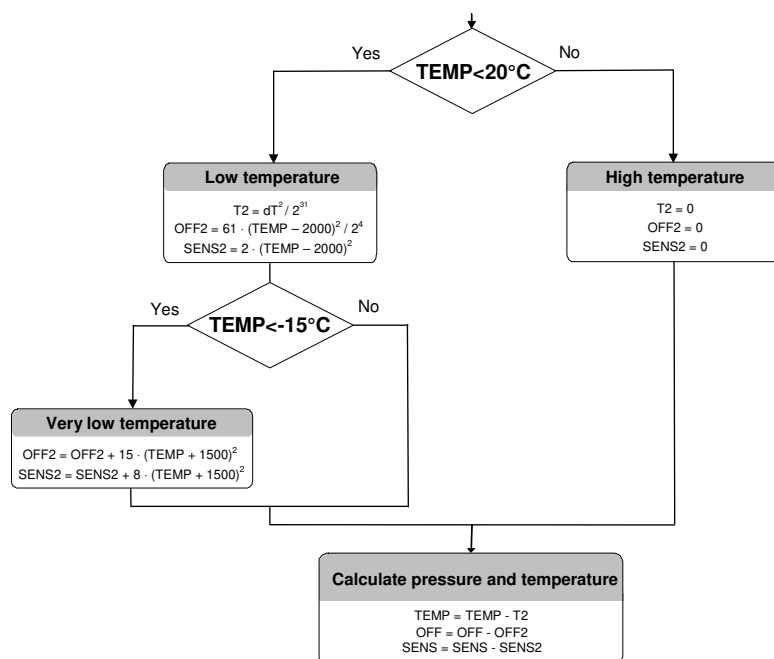 Yes
No
TEMP<20°C
Low temperature
T2 = dT² / 2³¹
OFF2 = 61 · (TEMP – 2000)² / 2⁴
SENS2 = 2 · (TEMP – 2000)²
High temperature
T2 = 0
OFF2 = 0
SENS2 = 0
Yes
No
TEMP<-15°C
Very low temperature
OFF2 = OFF2 + 15 · (TEMP + 1500)²
SENS2 = SENS2 + 8 · (TEMP + 1500)²
Calculate pressure and temperature
TEMP = TEMP - T2
OFF = OFF - OFF2
SENS = SENS - SENS2